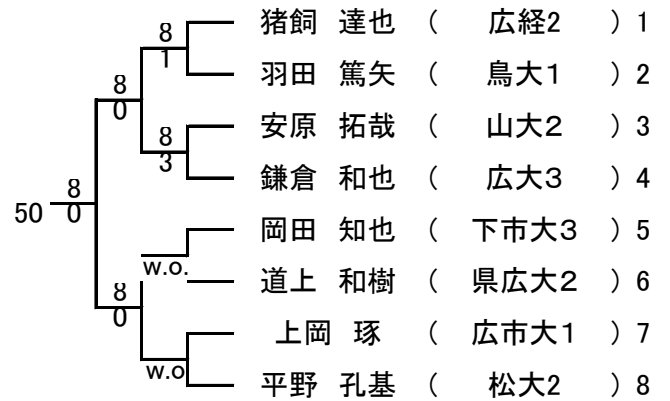 8
1
猪飼 達也 ( 広経2 ) 1
羽田 篤矢 ( 鳥大1 ) 2
8
0
8
3
安原 拓哉 ( 山大2 ) 3
鎌倉 和也 ( 広大3 ) 4
50
8
0
岡田 知也 ( 下市大3 ) 5
w.o.
道上 和樹 ( 県広大2 ) 6
8
0
上岡 琢 ( 広市大1 ) 7
w.o
平野 孔基 ( 松大2 ) 8